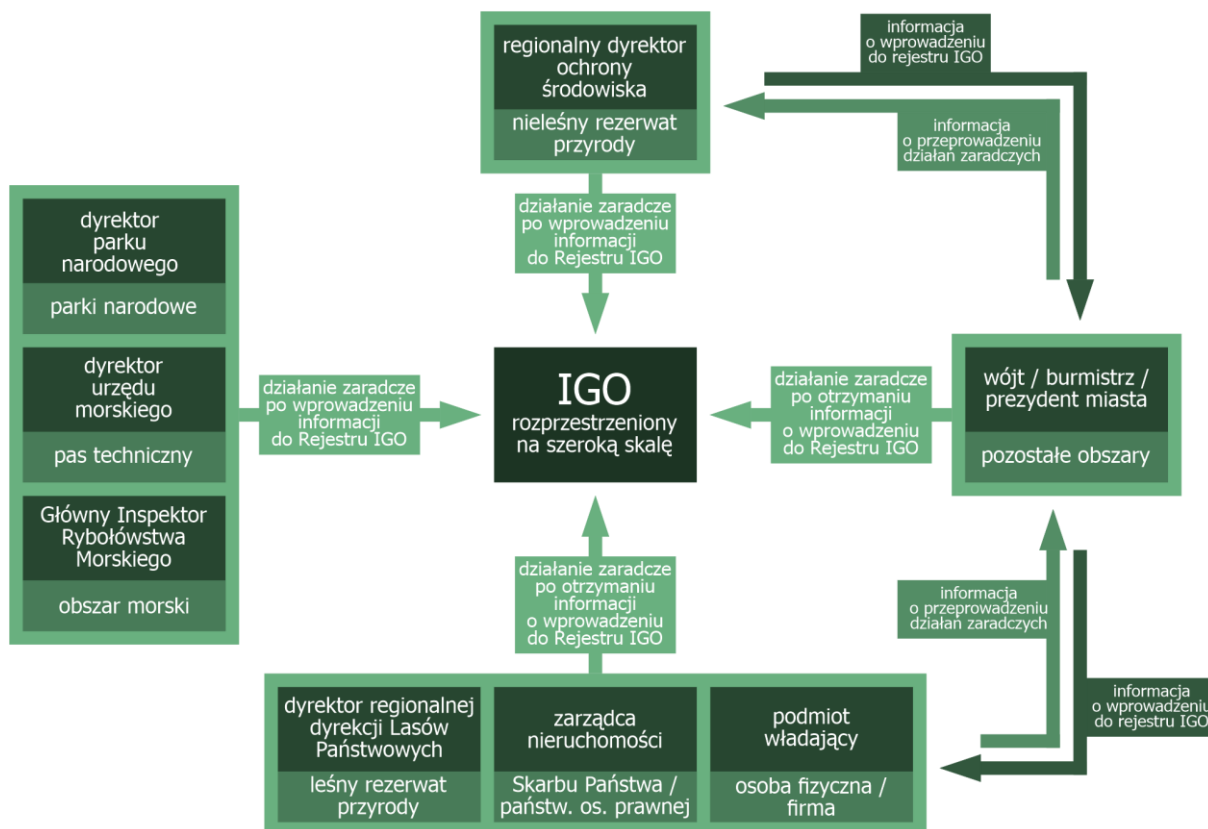 regionalny dyrektor
ochrony
środowiska
nieleśny rezerwat
przyrody
informacja
o wprowadzeniu
do rejestru IGO
informacja
o przeprowadzeniu
działań zaradczych
działanie zaradcze
po wprowadzeniu
informacji
do Rejestru IGO
dyrektor
parku
narodowego
parki narodowe
dyrektor
urzędu
morskiego
pas techniczny
Główny Inspektor
Rybołówstwa
Morskiego
obszar morski
działanie zaradcze
po wprowadzeniu
informacji
do Rejestru IGO
IGO
rozprzestrzeniony
na szeroką skalę
działanie zaradcze
po otrzymaniu
informacji
o wprowadzeniu
do Rejestru IGO
wójt / burmistrz /
prezydent miasta
pozostałe obszary
działanie zaradcze
po otrzymaniu
informacji
o wprowadzeniu
do Rejestru IGO
informacja
o przeprowadzeniu
działań zaradczych
informacja
o wprowadzeniu
do rejestru IGO
dyrektor regionalnej
dyrekcji Lasów
Państwowych
leśny rezerwat
przyrody
zarządca
nieruchomości
Skarbu Państwa /
państw. os. prawnej
podmiot
władający
osoba fizyczna /
firma